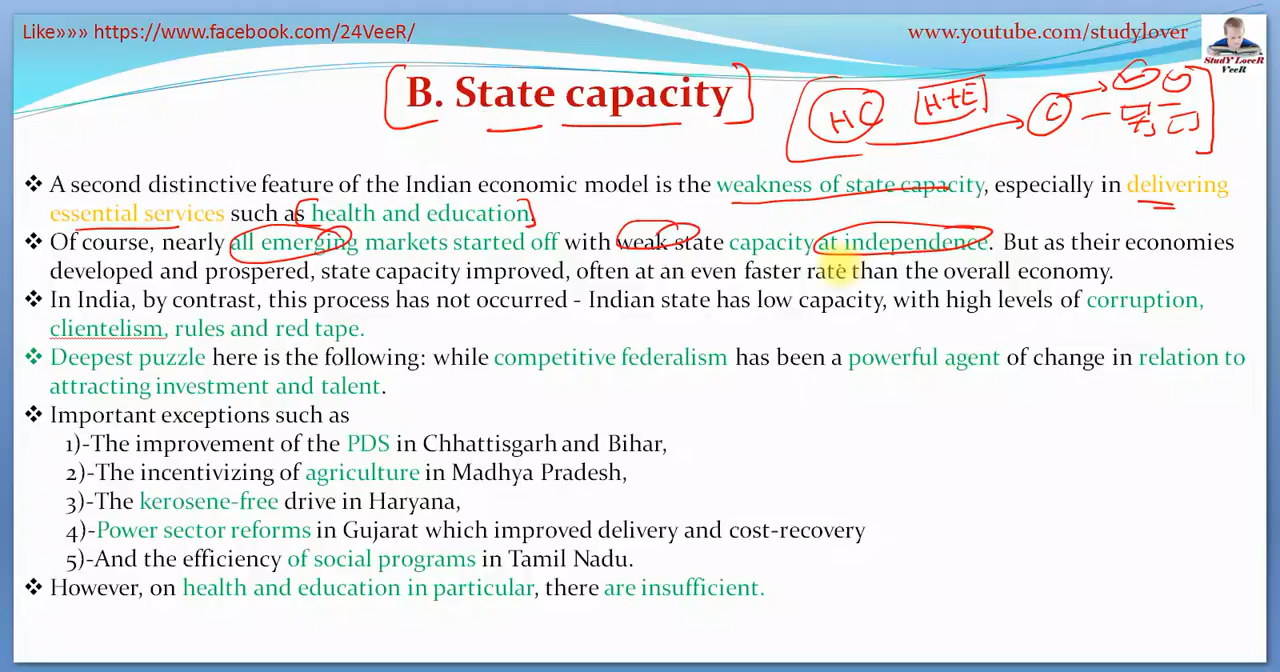 Like»»» https://www.facebook.com/24VeeR/
www.youtube.com/studylover
StudY LoveR
VeeR
B. State capacity
HC
H+E
C
❖ A second distinctive feature of the Indian economic model is the weakness of state capacity, especially in delivering
essential services such as health and education.
❖ Of course, nearly all emerging markets started off with weak state capacity at independence. But as their economies
developed and prospered, state capacity improved, often at an even faster rate than the overall economy.
❖ In India, by contrast, this process has not occurred - Indian state has low capacity, with high levels of corruption,
clientelism, rules and red tape.
❖ Deepest puzzle here is the following: while competitive federalism has been a powerful agent of change in relation to
attracting investment and talent.
❖ Important exceptions such as
1)-The improvement of the PDS in Chhattisgarh and Bihar,
2)-The incentivizing of agriculture in Madhya Pradesh,
3)-The kerosene-free drive in Haryana,
4)-Power sector reforms in Gujarat which improved delivery and cost-recovery
5)-And the efficiency of social programs in Tamil Nadu.
❖ However, on health and education in particular, there are insufficient.